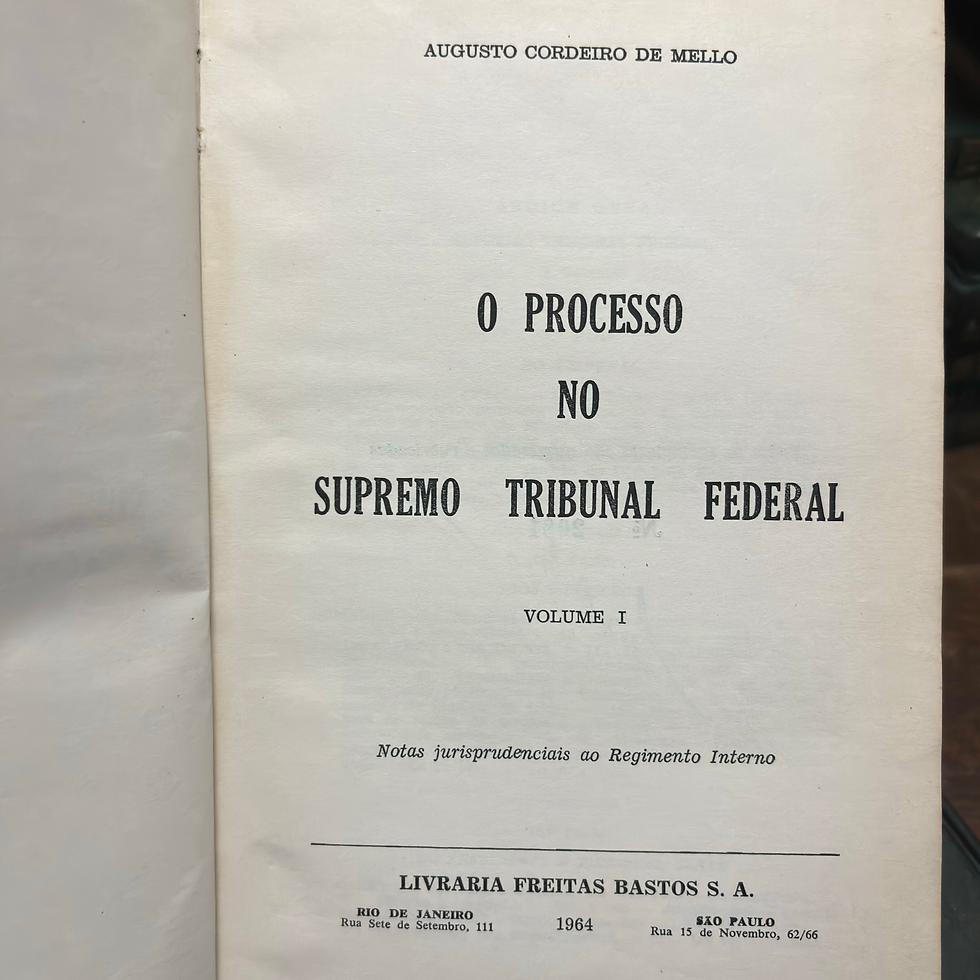 AUGUSTO CORDEIRO DE MELLO
O PROCESSO
NO
SUPREMO TRIBUNAL FEDERAL
VOLUME I
Notas jurisprudenciais ao Regimento Interno
LIVRARIA FREITAS BASTOS S. A.
RIO DE JANEIRO
Rua Sete de Setembro, 111
1964
SÃO PAULO
Rua 15 de Novembro, 62/66